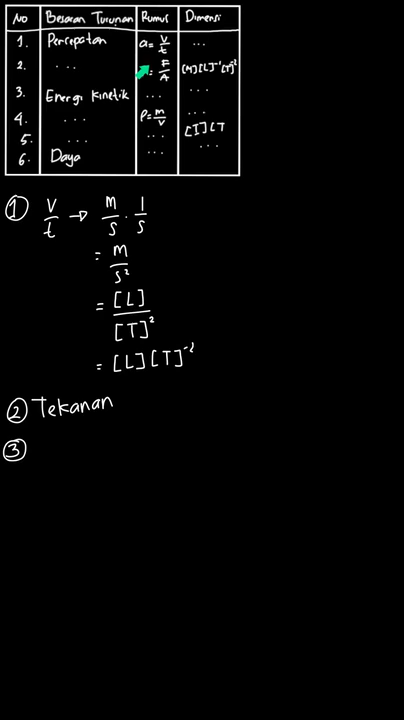 No Besaran Turunan Rumus Dimensi
1. Percepatan a = v/t ...
2. ... = F/A [M][L]⁻¹[T]²
3. Energi Kinetik ... ...
4. ... ρ = m/v ...
5. ... ... [I][T
6. Daya ... ...
① v/t → m/s · 1/s
= m/s²
= [L]/[T]²
= [L][T]⁻²
② Tekanan
③